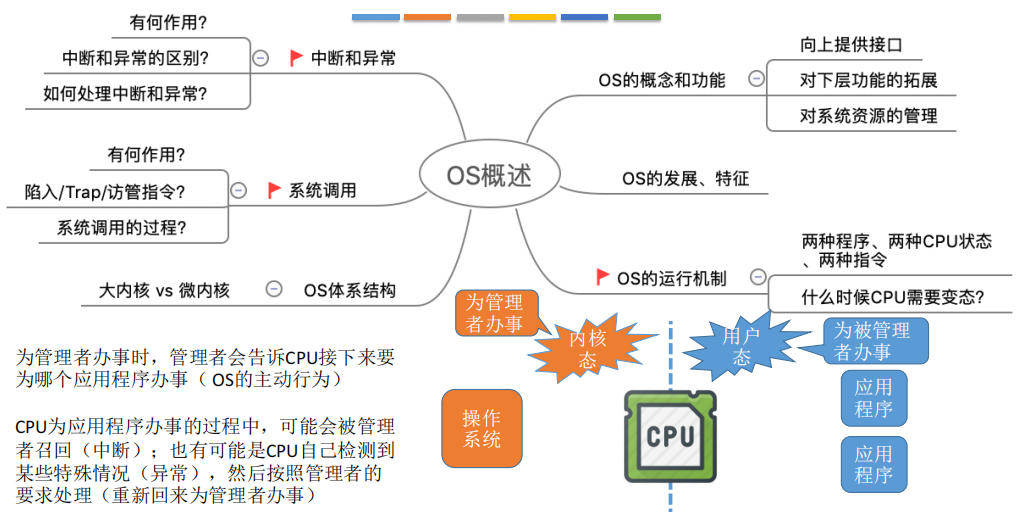 有何作用?
中断和异常的区别?
如何处理中断和异常?
中断和异常
有何作用?
陷入/Trap/访管指令?
系统调用的过程?
系统调用
大内核 vs 微内核
OS体系结构
OS概述
OS的概念和功能
向上提供接口
对下层功能的拓展
对系统资源的管理
OS的发展、特征
OS的运行机制
两种程序、两种CPU状态
、两种指令
什么时候CPU需要变态?
为管理
者办事
内核
态
用户
态
为被管理
者办事
操作
系统
CPU
应用
程序
应用
程序
为管理者办事时，管理者会告诉CPU接下来要
为哪个应用程序办事（ OS的主动行为）
CPU为应用程序办事的过程中，可能会被管理
者召回（中断）；也有可能是CPU自己检测到
某些特殊情况（异常），然后按照管理者的
要求处理（重新回来为管理者办事）